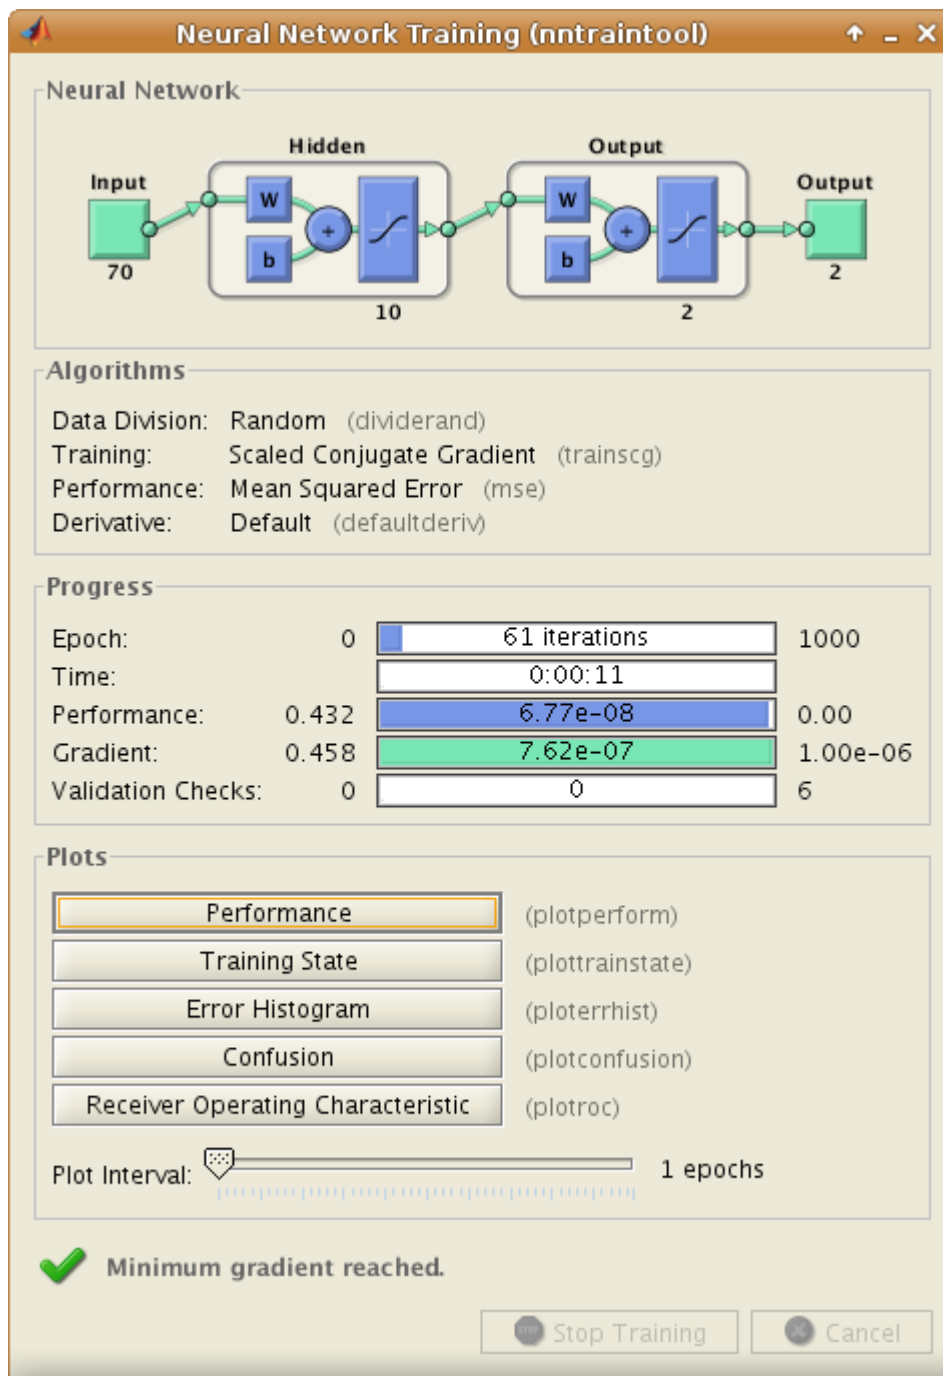 Neural Network Training (nntraintool)
Neural Network
Hidden
Output
Input
Output
W
b
+
W
b
+
70
10
2
2
Algorithms
Data Division: Random (dividerand)
Training: Scaled Conjugate Gradient (trainscg)
Performance: Mean Squared Error (mse)
Derivative: Default (defaultderiv)
Progress
Epoch: 0 61 iterations 1000
Time: 0:00:11
Performance: 0.432 6.77e-08 0.00
Gradient: 0.458 7.62e-07 1.00e-06
Validation Checks: 0 0 6
Plots
Performance (plotperform)
Training State (plottrainstate)
Error Histogram (ploterrhist)
Confusion (plotconfusion)
Receiver Operating Characteristic (plotroc)
Plot Interval: 1 epochs
Minimum gradient reached.
STOP Stop Training Cancel